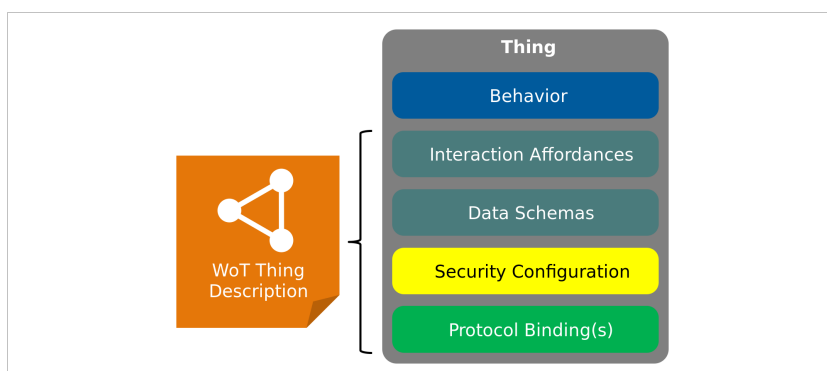 Thing
Behavior
Interaction Affordances
Data Schemas
Security Configuration
Protocol Binding(s)
WoT Thing
Description